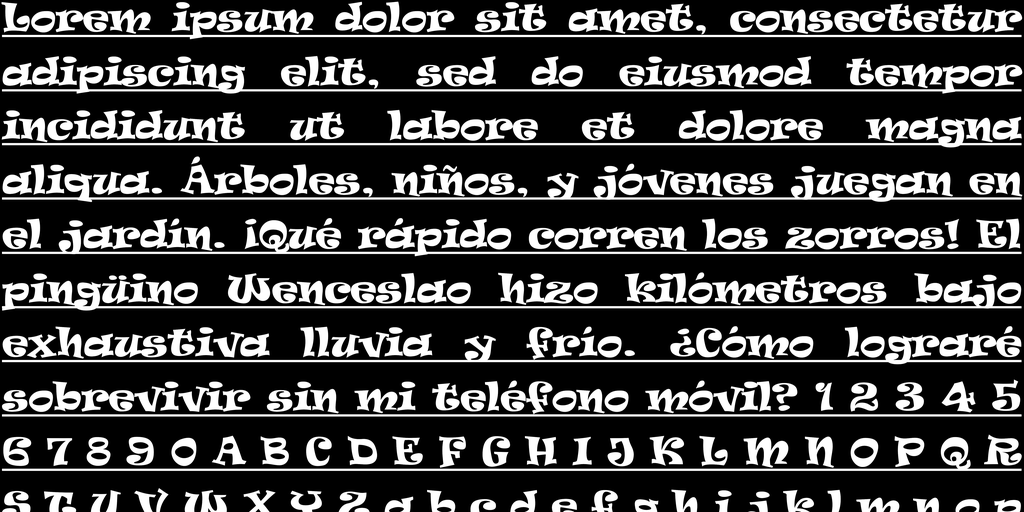 Lorem ipsum dolor sit amet, consectetur
adipiscing elit, sed do eiusmod tempor
incididunt ut labore et dolore magna
aliqua. Árboles, niños, y jóvenes juegan en
el jardín. ¡Qué rápido corren los zorros! El
pingüino Wenceslao hizo kilómetros bajo
exhaustiva lluvia y frío. ¿Cómo lograré
sobrevivir sin mi teléfono móvil? 1 2 3 4 5
6 7 8 9 0 A B C D E F G H I J K L M N O P Q R
S T U V W X Y Z a b c d e f g h i j k l m n o p